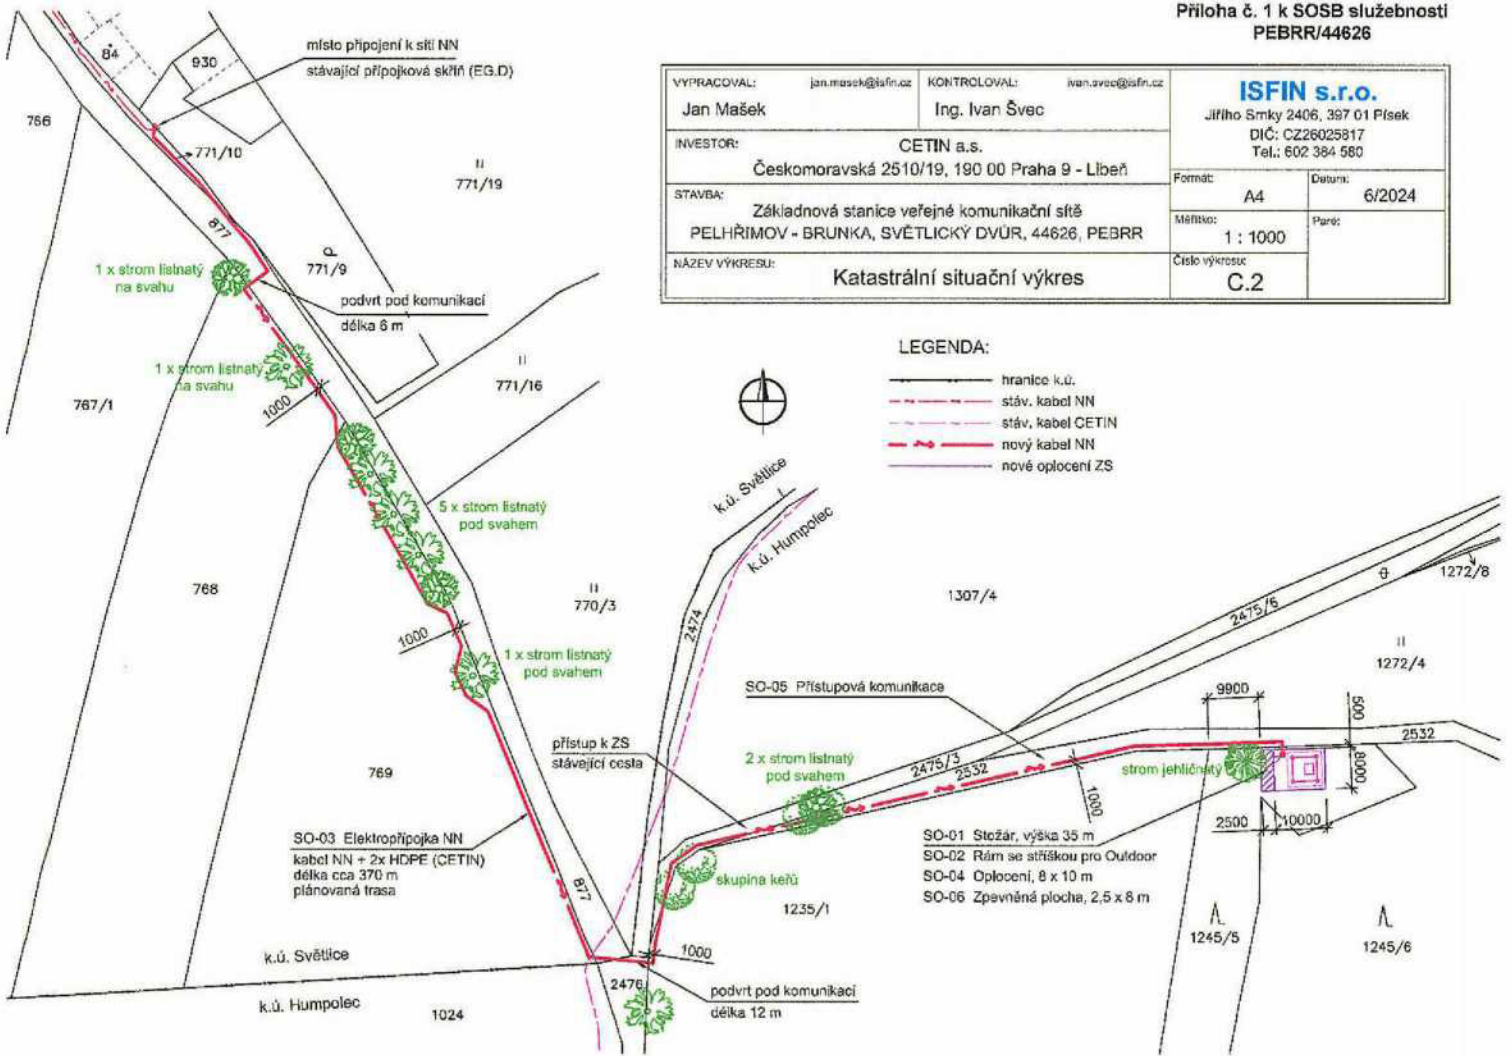 Příloha č. 1 k SOSB služebnosti
PEBRR/44626
VYPRACOVAL: jan.masek@isfin.cz
Jan Mašek
KONTROLOVAL: ivan.svec@isfin.cz
Ing. Ivan Švec
ISFIN s.r.o.
Jiřího Srnky 2406, 397 01 Písek
DIČ: CZ26025817
Tel.: 602 384 580
INVESTOR: CETIN a.s.
Českomoravská 2510/19, 190 00 Praha 9 - Libeň
STAVBA:
Základnová stanice veřejné komunikační sítě
PELHŘIMOV - BRUNKA, SVĚTLICKÝ DVŮR, 44626, PEBRR
NÁZEV VÝKRESU: Katastrální situační výkres
Formát: A4
Datum: 6/2024
Měřítko: 1 : 1000
Paré:
Číslo výkresu: C.2
LEGENDA:
hranice k.ú.
stáv. kabel NN
stáv. kabel CETIN
nový kabel NN
nové oplocení ZS
místo připojení k síti NN
stávající přípojková skříň (EG.D)
84
930
766
771/10
771/19
877
771/9
1 x strom listnatý
na svahu
podvrt pod komunikací
délka 6 m
1 x strom listnatý
na svahu
771/16
767/1
1000
5 x strom listnatý
pod svahem
768
770/3
1000
1 x strom listnatý
pod svahem
k.ú. Světlice
k.ú. Humpolec
2474
1307/4
2475/6
1272/8
1272/4
SO-05 Přístupová komunikace
9900
500
2532
8000
přístup k ZS
stávající cesta
2 x strom listnatý
pod svahem
2475/3
2532
strom jehličnatý
1000
2500
10000
769
SO-03 Elektropřípojka NN
kabel NN + 2x HDPE (CETIN)
délka cca 370 m
plánovaná trasa
SO-01 Stožár, výška 35 m
SO-02 Rám se stříškou pro Outdoor
SO-04 Oplocení, 8 x 10 m
SO-06 Zpevněná plocha, 2,5 x 8 m
877
skupina keřů
1235/1
1245/5
1245/6
k.ú. Světlice
k.ú. Humpolec
1024
1000
2476
podvrt pod komunikací
délka 12 m